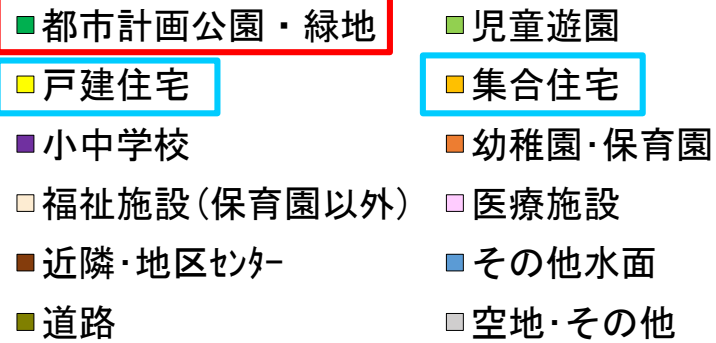 都市計画公園・緑地
児童遊園
戸建住宅
集合住宅
小中学校
幼稚園･保育園
福祉施設(保育園以外)
医療施設
近隣･地区ｾﾝﾀｰ
その他水面
道路
空地･その他